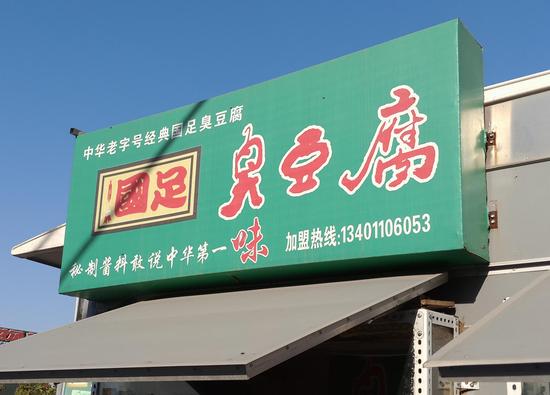 中华老字号经典国足臭豆腐
國足
臭豆腐
秘制酱料敢说中华第一味
加盟热线:13401106053